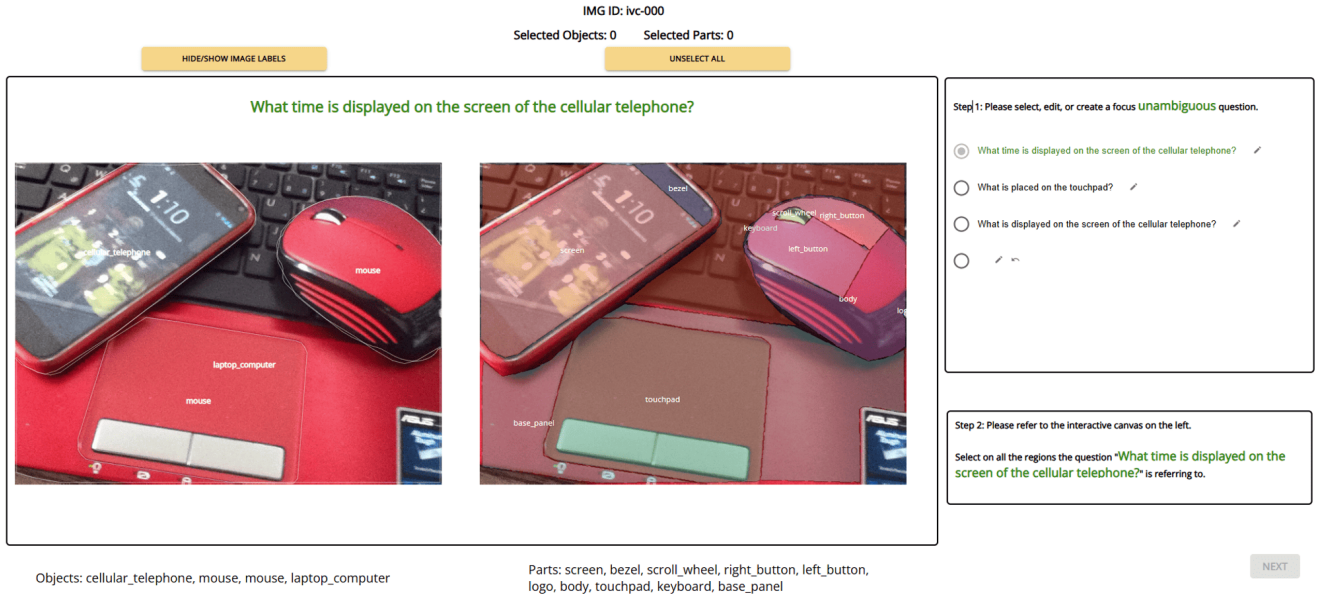 IMG ID: ivc-000
Selected Objects: 0 Selected Parts: 0
HIDE/SHOW IMAGE LABELS
UNSELECT ALL
What time is displayed on the screen of the cellular telephone?
cellular_telephone
mouse
laptop_computer
mouse
ASUS
bezel
scroll_wheel
right_button
keyboard
left_button
screen
body
log
touchpad
base_panel
ASUS
Step 1: Please select, edit, or create a focus unambiguous question.
What time is displayed on the screen of the cellular telephone?
What is placed on the touchpad?
What is displayed on the screen of the cellular telephone?
Step 2: Please refer to the interactive canvas on the left.
Select on all the regions the question "What time is displayed on the
screen of the cellular telephone?" is referring to.
NEXT
Objects: cellular_telephone, mouse, mouse, laptop_computer
Parts: screen, bezel, scroll_wheel, right_button, left_button,
logo, body, touchpad, keyboard, base_panel